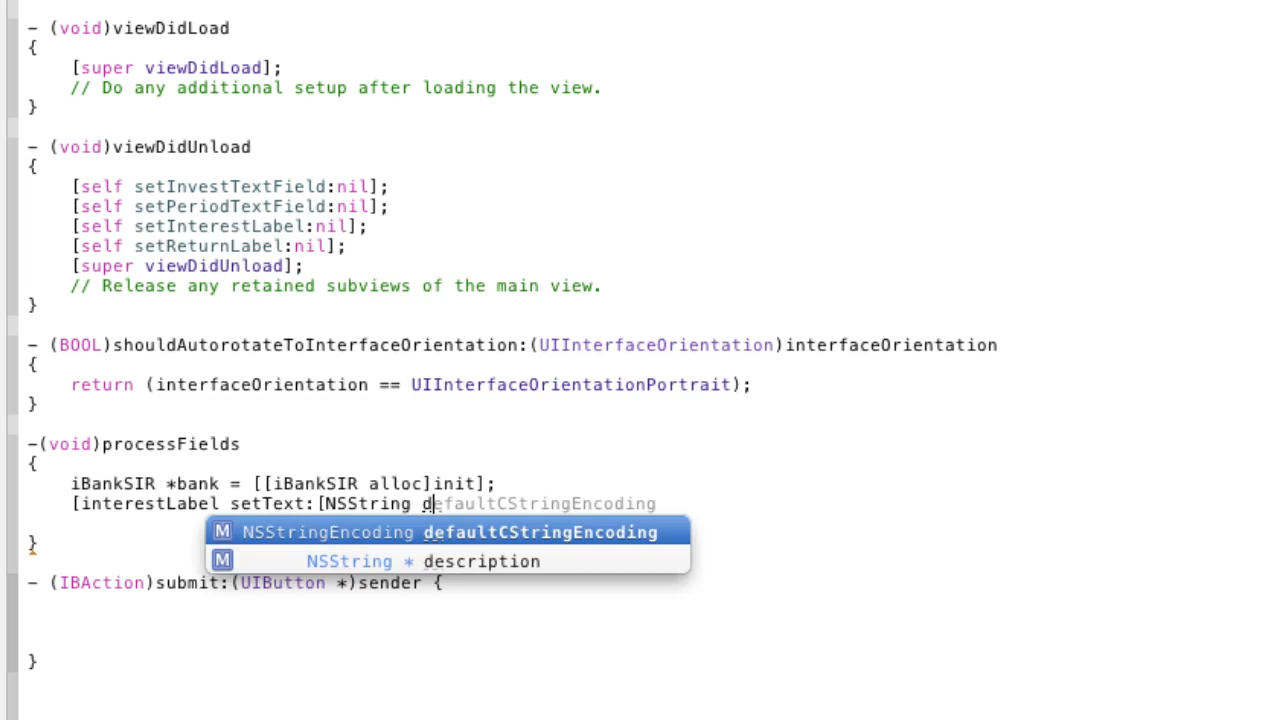 - (void)viewDidLoad
{
[super viewDidLoad];
// Do any additional setup after loading the view.
}
- (void)viewDidUnload
{
[self setInvestTextField:nil];
[self setPeriodTextField:nil];
[self setInterestLabel:nil];
[self setReturnLabel:nil];
[super viewDidUnload];
// Release any retained subviews of the main view.
}
- (BOOL)shouldAutorotateToInterfaceOrientation:(UIInterfaceOrientation)interfaceOrientation
{
return (interfaceOrientation == UIInterfaceOrientationPortrait);
}
-(void)processFields
{
iBankSIR *bank = [[iBankSIR alloc]init];
[interestLabel setText:[NSString defaultCStringEncoding
M NSStringEncoding defaultCStringEncoding
}
M NSString * description
- (IBAction)submit:(UIButton *)sender {
}